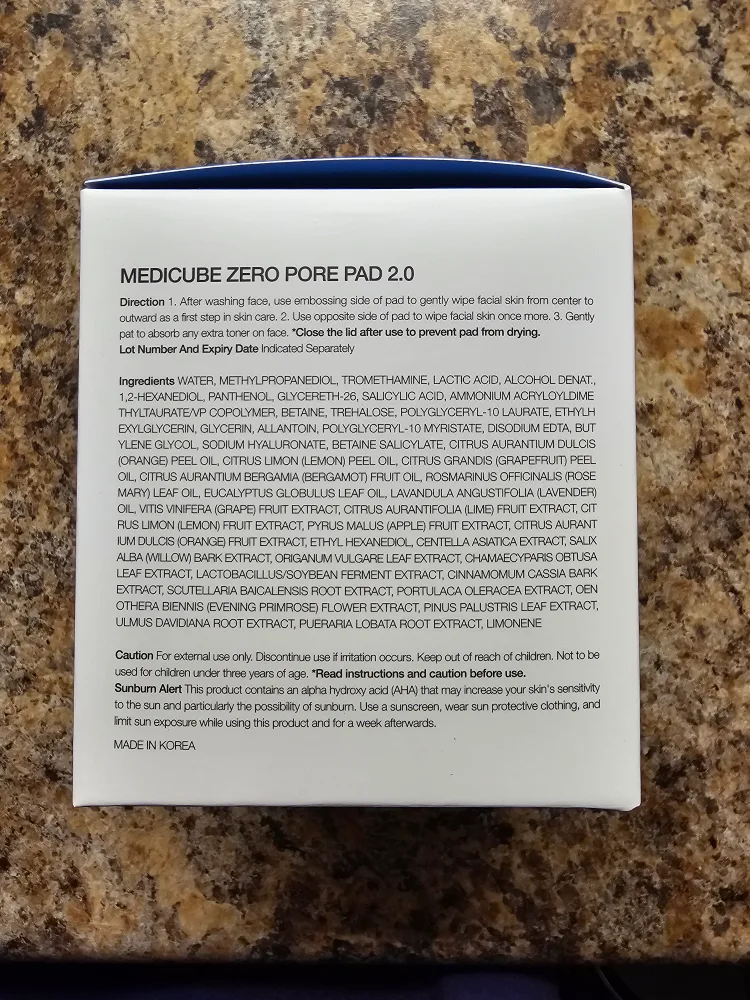 MEDICUBE ZERO PORE PAD 2.0
Direction 1. After washing face, use embossing side of pad to gently wipe facial skin from center to
outward as a first step in skin care. 2. Use opposite side of pad to wipe facial skin once more. 3. Gently
pat to absorb any extra toner on face. *Close the lid after use to prevent pad from drying.
Lot Number And Expiry Date Indicated Separately
Ingredients WATER, METHYLPROPANEDIOL, TROMETHAMINE, LACTIC ACID, ALCOHOL DENAT.,
1,2-HEXANEDIOL, PANTHENOL, GLYCERETH-26, SALICYLIC ACID, AMMONIUM ACRYLOYLDIME
THYLTAURATE/VP COPOLYMER, BETAINE, TREHALOSE, POLYGLYCERYL-10 LAURATE, ETHYLH
EXYLGLYCERIN, GLYCERIN, ALLANTOIN, POLYGLYCERYL-10 MYRISTATE, DISODIUM EDTA, BUT
YLENE GLYCOL, SODIUM HYALURONATE, BETAINE SALICYLATE, CITRUS AURANTIUM DULCIS
(ORANGE) PEEL OIL, CITRUS LIMON (LEMON) PEEL OIL, CITRUS GRANDIS (GRAPEFRUIT) PEEL
OIL, CITRUS AURANTIUM BERGAMIA (BERGAMOT) FRUIT OIL, ROSMARINUS OFFICINALIS (ROSE
MARY) LEAF OIL, EUCALYPTUS GLOBULUS LEAF OIL, LAVANDULA ANGUSTIFOLIA (LAVENDER)
OIL, VITIS VINIFERA (GRAPE) FRUIT EXTRACT, CITRUS AURANTIFOLIA (LIME) FRUIT EXTRACT, CIT
RUS LIMON (LEMON) FRUIT EXTRACT, PYRUS MALUS (APPLE) FRUIT EXTRACT, CITRUS AURANT
IUM DULCIS (ORANGE) FRUIT EXTRACT, ETHYL HEXANEDIOL, CENTELLA ASIATICA EXTRACT, SALIX
ALBA (WILLOW) BARK EXTRACT, ORIGANUM VULGARE LEAF EXTRACT, CHAMAECYPARIS OBTUSA
LEAF EXTRACT, LACTOBACILLUS/SOYBEAN FERMENT EXTRACT, CINNAMOMUM CASSIA BARK
EXTRACT, SCUTELLARIA BAICALENSIS ROOT EXTRACT, PORTULACA OLERACEA EXTRACT, OEN
OTHERA BIENNIS (EVENING PRIMROSE) FLOWER EXTRACT, PINUS PALUSTRIS LEAF EXTRACT,
ULMUS DAVIDIANA ROOT EXTRACT, PUERARIA LOBATA ROOT EXTRACT, LIMONENE
Caution For external use only. Discontinue use if irritation occurs. Keep out of reach of children. Not to be
used for children under three years of age. *Read instructions and caution before use.
Sunburn Alert This product contains an alpha hydroxy acid (AHA) that may increase your skin's sensitivity
to the sun and particularly the possibility of sunburn. Use a sunscreen, wear sun protective clothing, and
limit sun exposure while using this product and for a week afterwards.
MADE IN KOREA